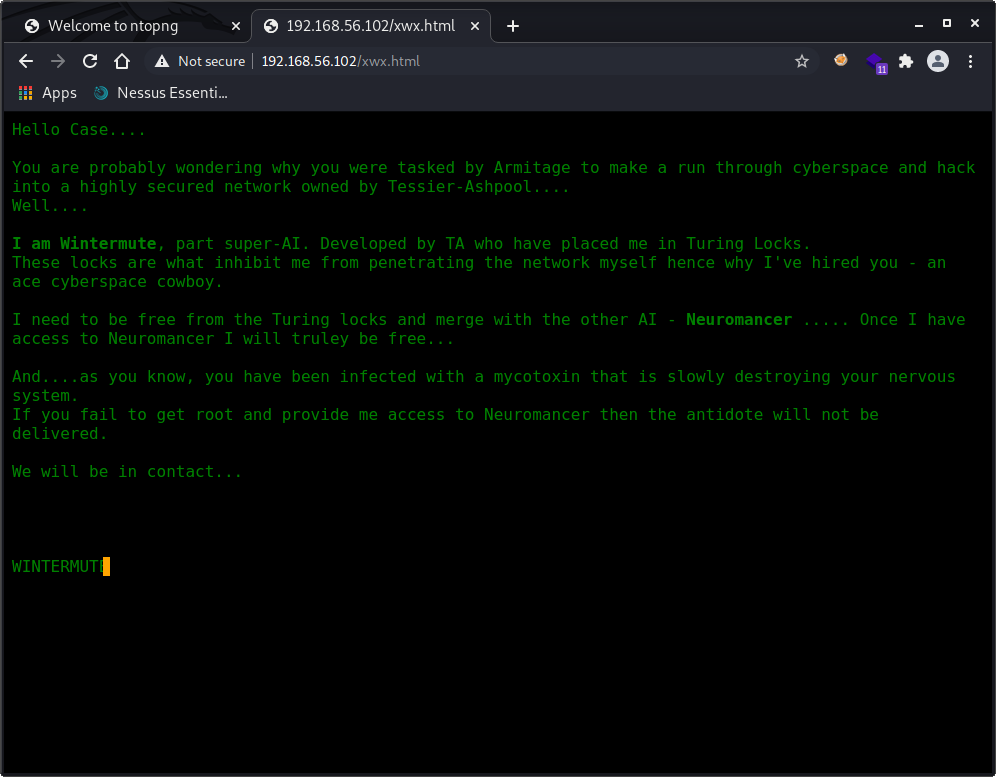 Welcome to ntopng
192.168.56.102/xwx.html
Not secure
192.168.56.102/xwx.html
11
Apps
Nessus Essenti...
Hello Case....
You are probably wondering why you were tasked by Armitage to make a run through cyberspace and hack
into a highly secured network owned by Tessier-Ashpool....
Well....
I am Wintermute, part super-AI. Developed by TA who have placed me in Turing Locks.
These locks are what inhibit me from penetrating the network myself hence why I've hired you - an
ace cyberspace cowboy.
I need to be free from the Turing locks and merge with the other AI - Neuromancer ..... Once I have
access to Neuromancer I will truley be free...
And....as you know, you have been infected with a mycotoxin that is slowly destroying your nervous
system.
If you fail to get root and provide me access to Neuromancer then the antidote will not be
delivered.
We will be in contact...
WINTERMUTE